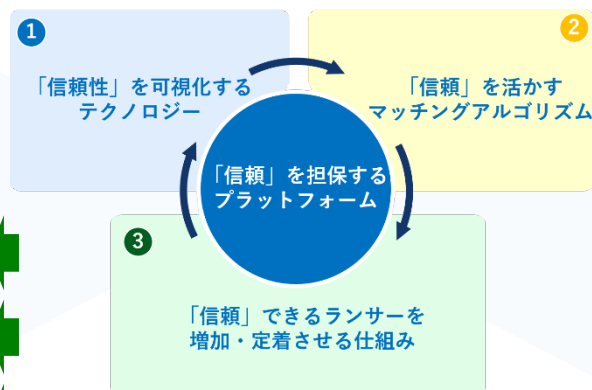 1
2
「信頼性」を可視化する
テクノロジー
「信頼」を活かす
マッチングアルゴリズム
「信頼」を担保する
プラットフォーム
3
「信頼」できるランサーを
増加・定着させる仕組み